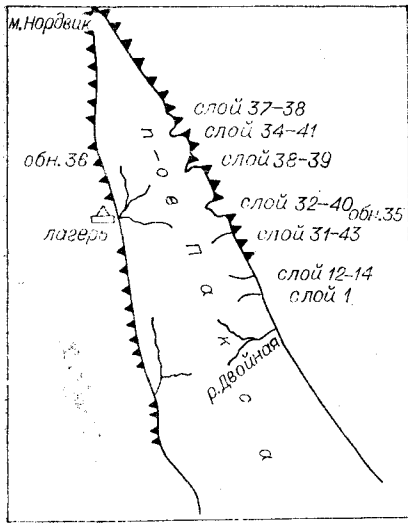 м.Нордвик
слой 37-38
слой 34-41
слой 38-39
обн.36
слой 32-40
обн.35
лагерь
слой 31-43
слой 12-14
слой 1
р.Двойная
п-ов Пакса